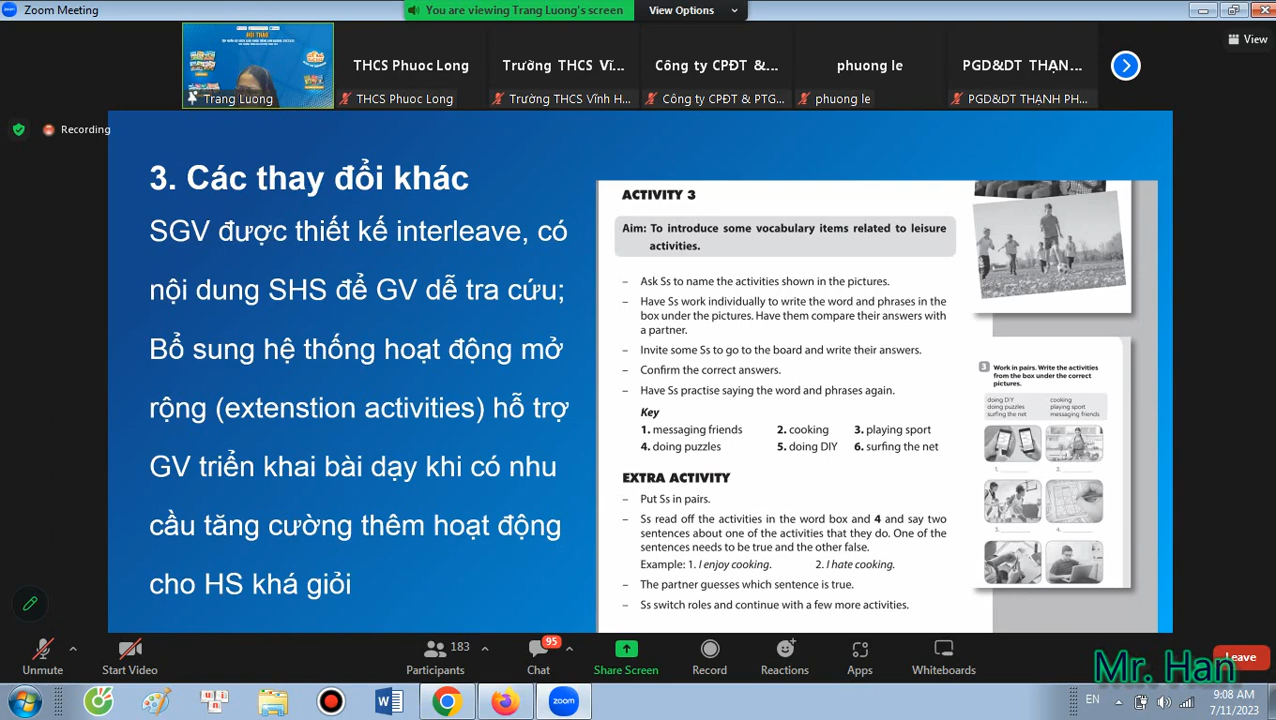 Zoom Meeting
You are viewing Trang Luong's screen
View Options
View
Trang Luong
THCS Phuoc Long
THCS Phuoc Long
Trường THCS Vĩ...
Trường THCS Vĩnh H...
Công ty CPĐT &...
Công ty CPĐT & PTG...
phuong le
phuong le
PGD&DT THẠN...
PGD&DT THẠNH PH...
Recording
3. Các thay đổi khác
SGV được thiết kế interleave, có
nội dung SHS để GV dễ tra cứu;
Bổ sung hệ thống hoạt động mở
rộng (extenstion activities) hỗ trợ
GV triển khai bài dạy khi có nhu
cầu tăng cường thêm hoạt động
cho HS khá giỏi
ACTIVITY 3
Aim: To introduce some vocabulary items related to leisure
activities.
– Ask Ss to name the activities shown in the pictures.
– Have Ss work individually to write the word and phrases in the
box under the pictures. Have them compare their answers with
a partner.
– Invite some Ss to go to the board and write their answers.
– Confirm the correct answers.
– Have Ss practise saying the word and phrases again.
Key
1. messaging friends 2. cooking 3. playing sport
4. doing puzzles 5. doing DIY 6. surfing the net
EXTRA ACTIVITY
– Put Ss in pairs.
– Ss read off the activities in the word box and 4 and say two
sentences about one of the activities that they do. One of the
sentences needs to be true and the other false.
Example: 1. I enjoy cooking. 2. I hate cooking.
– The partner guesses which sentence is true.
– Ss switch roles and continue with a few more activities.
3 Work in pairs. Write the activities
from the box under the correct
pictures.
doing DIY cooking
doing puzzles playing sport
surfing the net messaging friends
1. 2.
3. 4.
Unmute
Start Video
Participants 183
Chat 95
Share Screen
Record
Reactions
Apps
Whiteboards
Leave
Mr. Han
EN
9:08 AM
7/11/2023